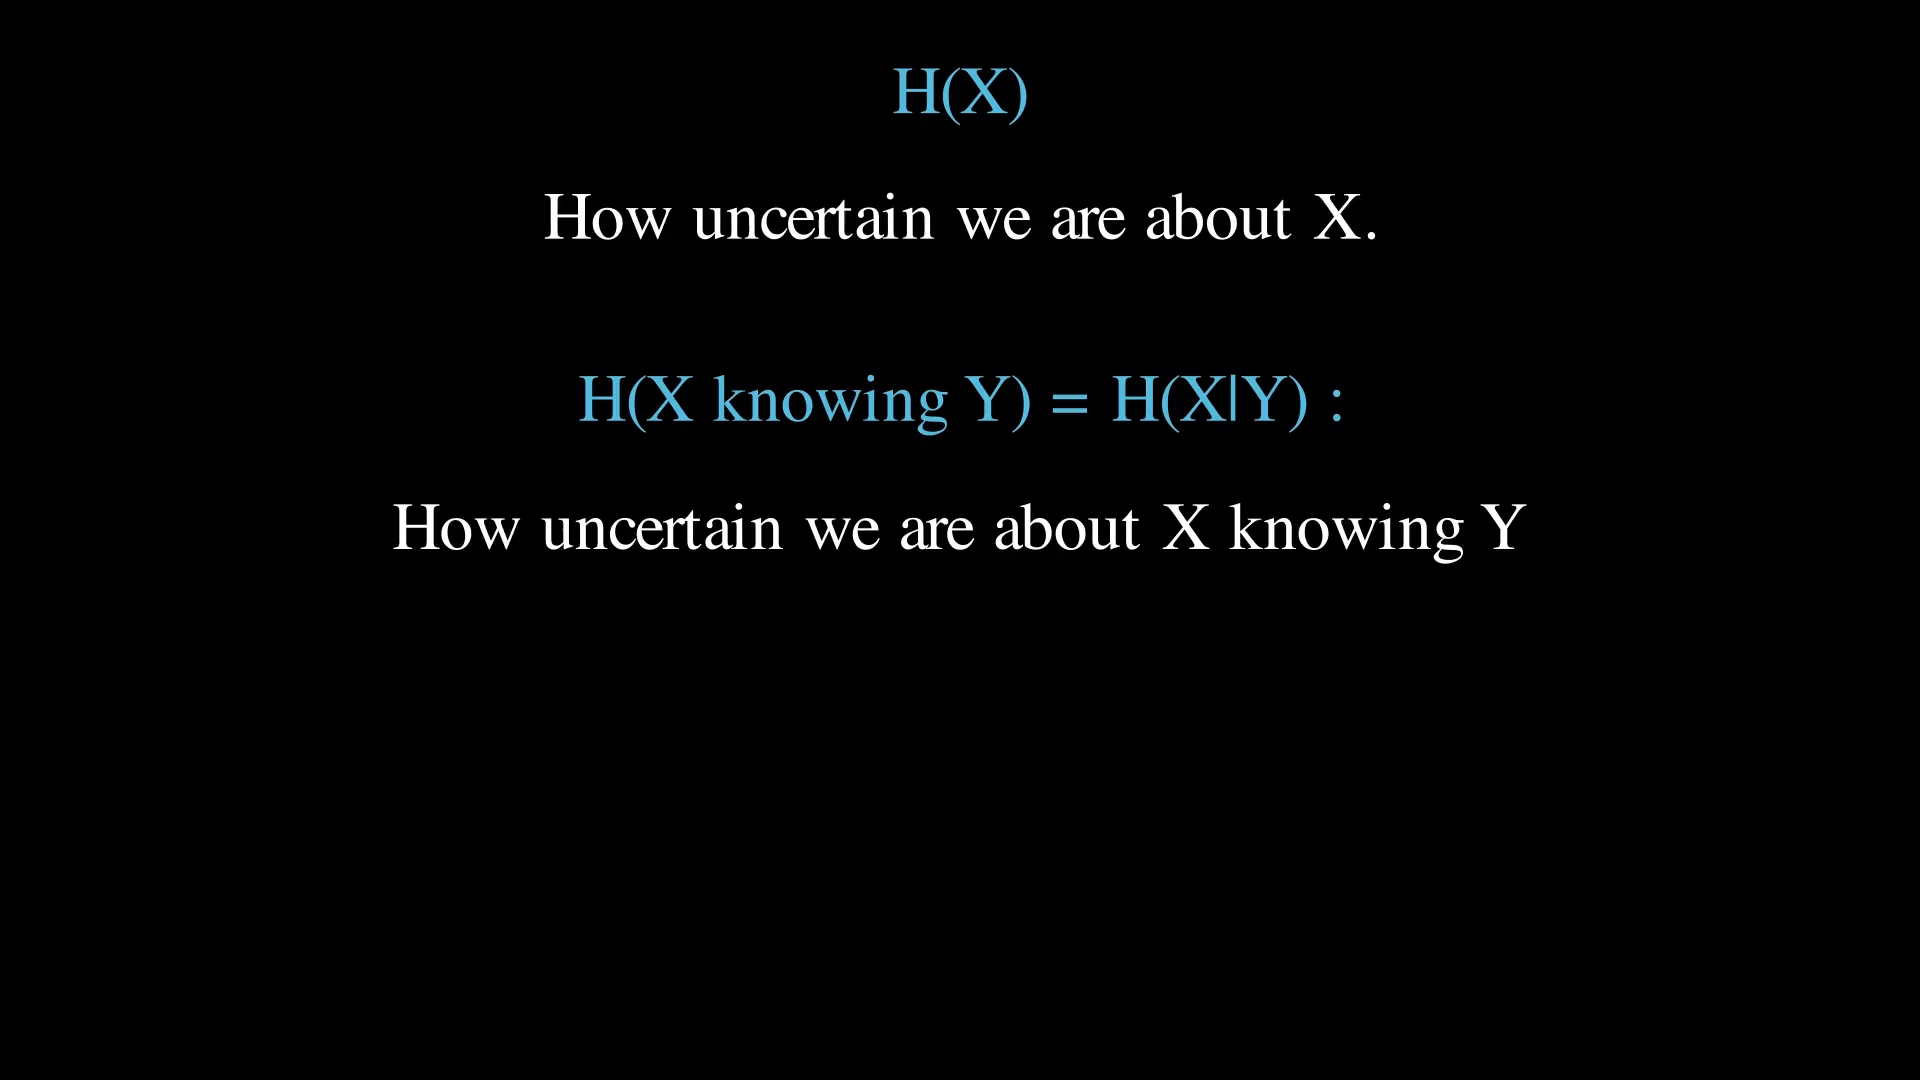 H(X)
How uncertain we are about X.
H(X knowing Y) = H(X|Y) :
How uncertain we are about X knowing Y